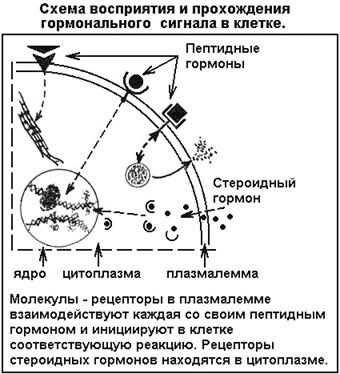 Схема восприятия и прохождения
гормонального сигнала в клетке.
Пептидные
гормоны
Стероидный
гормон
ядро цитоплазма плазмалемма
Молекулы - рецепторы в плазмалемме
взаимодействуют каждая со своим пептидным
гормоном и инициируют в клетке
соответствующую реакцию. Рецепторы
стероидных гормонов находятся в цитоплазме.